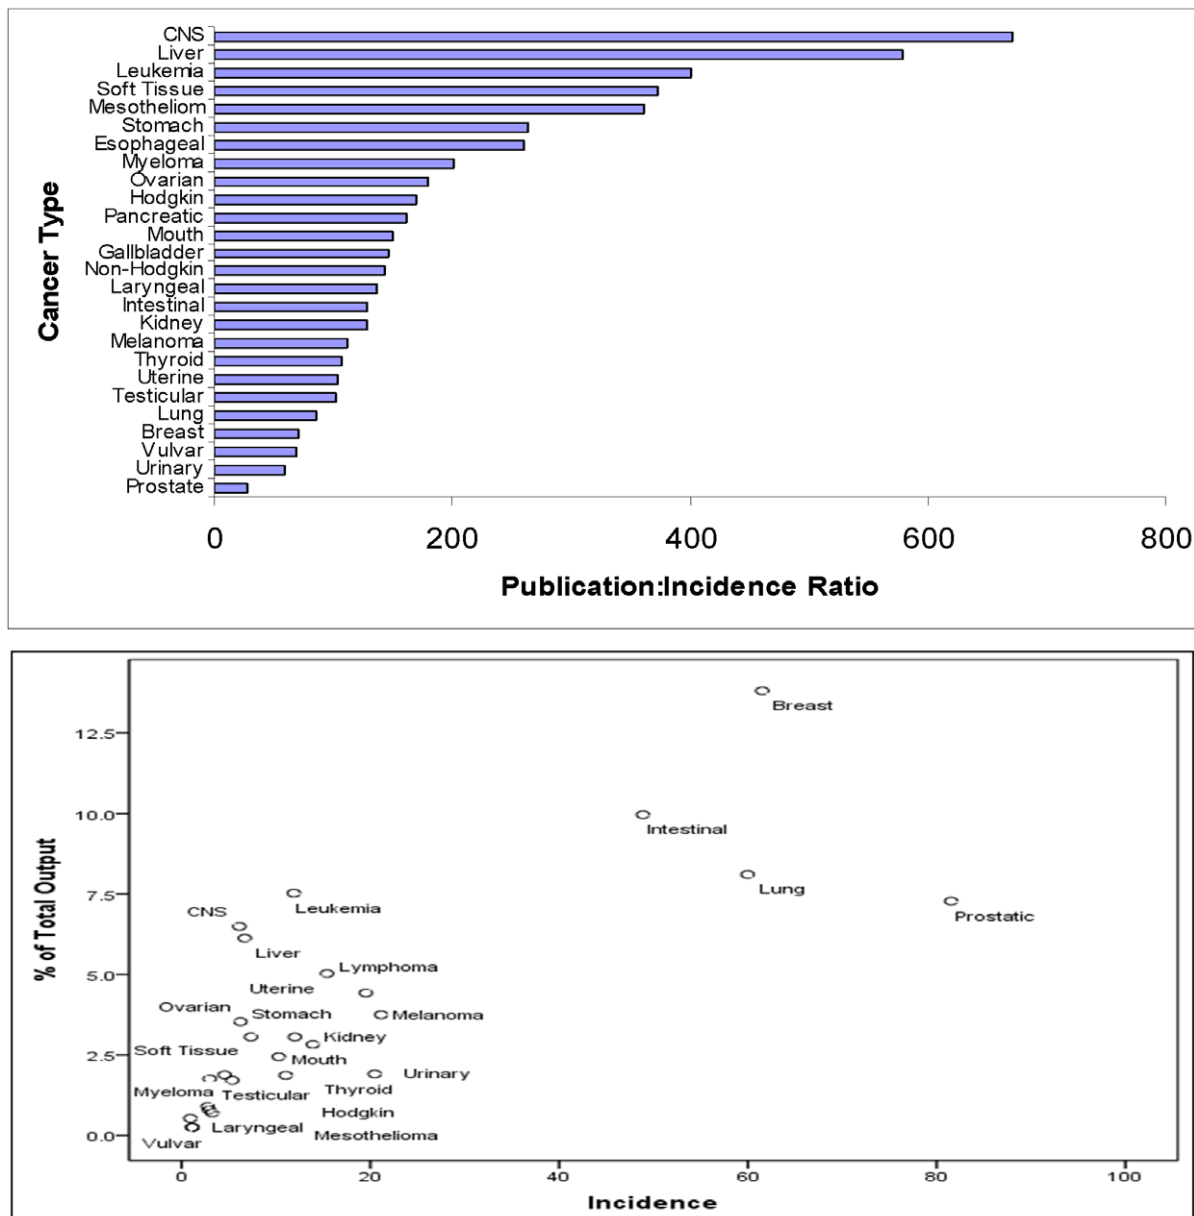 CNS
Liver
Leukemia
Soft Tissue
Mesotheliom
Stomach
Esophageal
Myeloma
Ovarian
Hodgkin
Pancreatic
Mouth
Gallbladder
Non-Hodgkin
Laryngeal
Intestinal
Kidney
Melanoma
Thyroid
Uterine
Testicular
Lung
Breast
Vulvar
Urinary
Prostate
Cancer Type
0 200 400 600 800
Publication:Incidence Ratio
% of Total Output
12.5
10.0
7.5
5.0
2.5
0.0
Breast
Intestinal
Lung
Prostatic
Leukemia
CNS
Liver
Lymphoma
Uterine
Ovarian
Stomach
Melanoma
Kidney
Soft Tissue
Mouth
Urinary
Myeloma
Testicular
Thyroid
Hodgkin
Laryngeal
Mesothelioma
Vulvar
0 20 40 60 80 100
Incidence